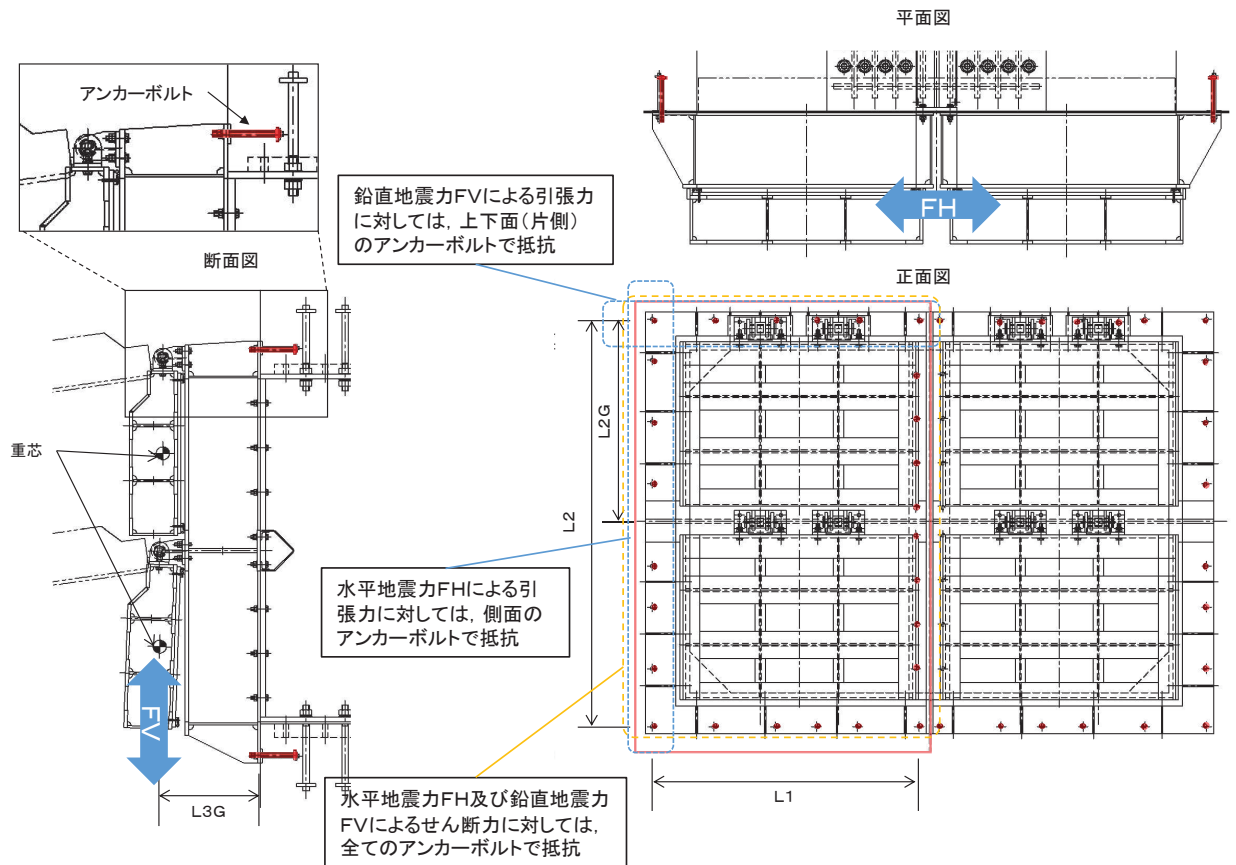 平面図
アンカーボルト
断面図
鉛直地震力FVによる引張力
に対しては，上下面（片側）
のアンカーボルトで抵抗
FH
正面図
重芯
L2G
L2
水平地震力FHによる引
張力に対しては，側面の
アンカーボルトで抵抗
FV
L3G
水平地震力FH及び鉛直地震力
FVによるせん断力に対しては，
全てのアンカーボルトで抵抗
L1